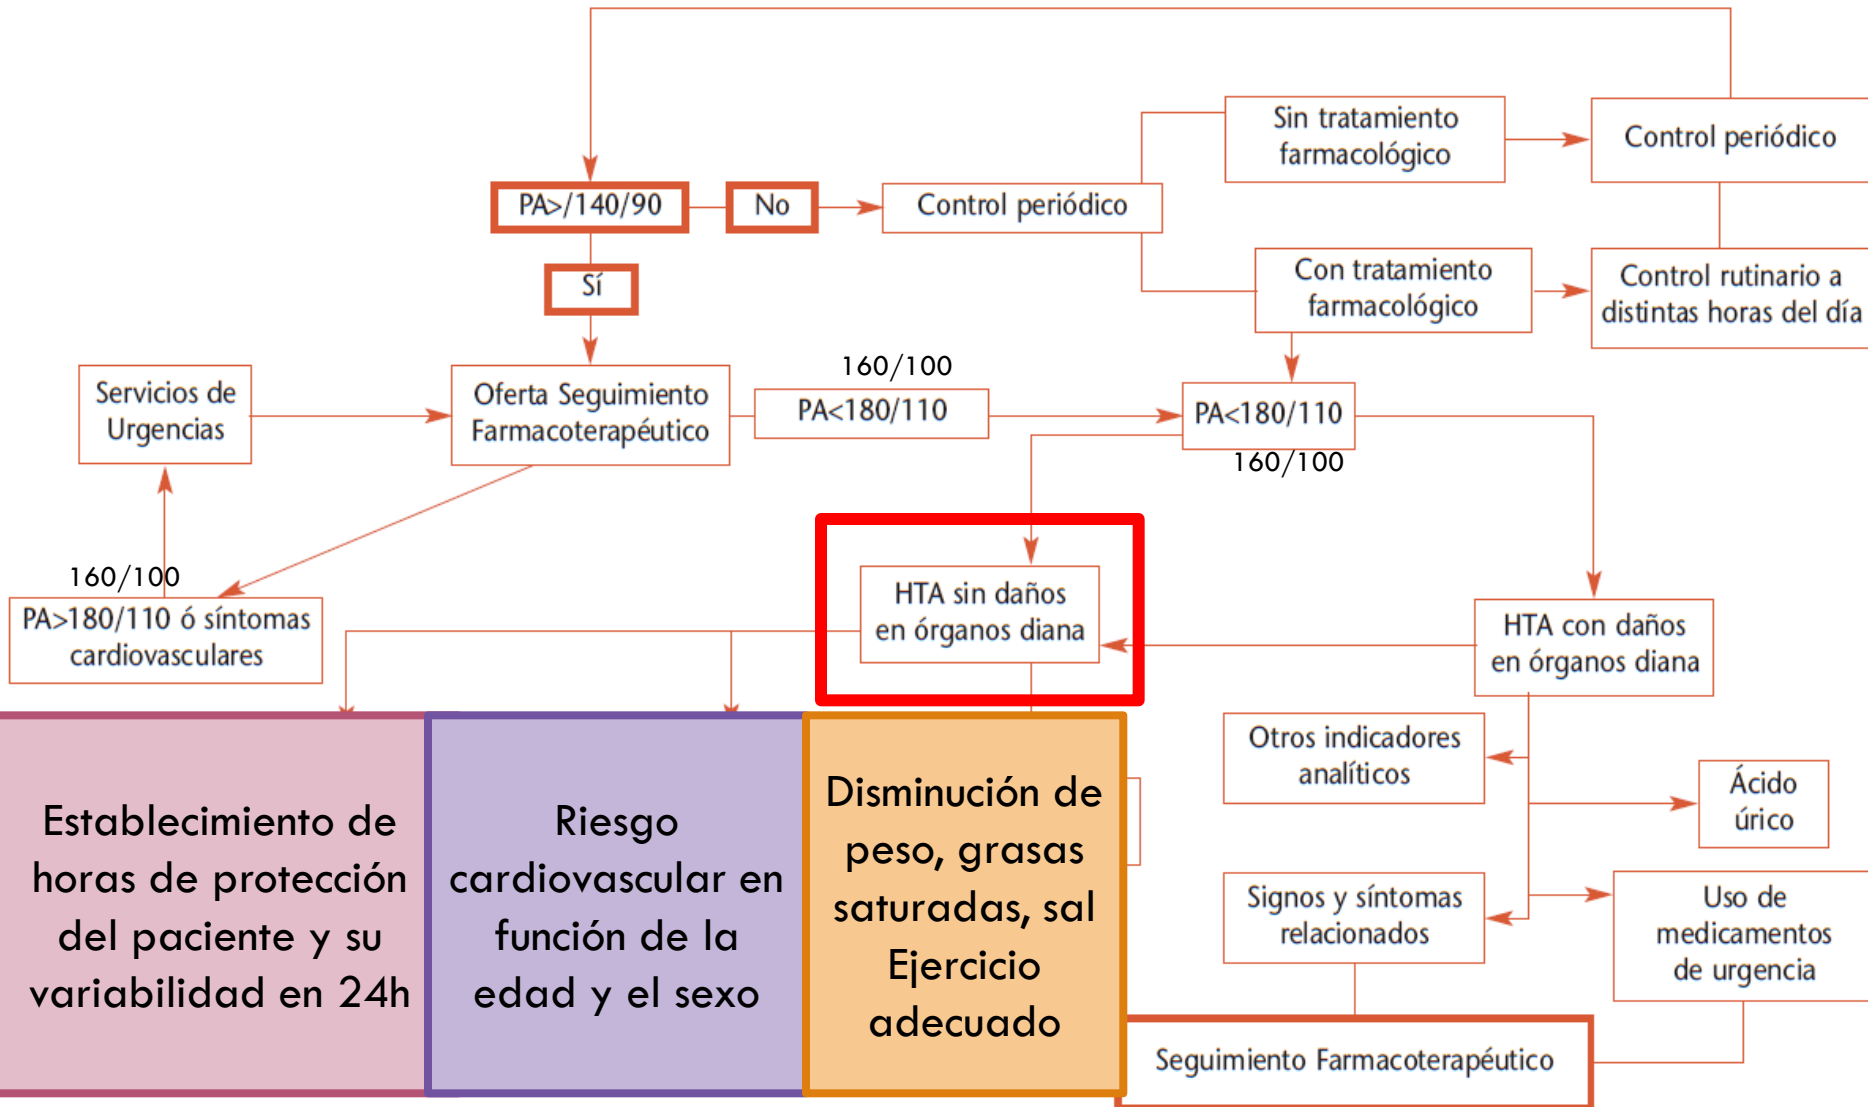 Sin tratamiento
farmacológico
Control periódico
PA>/140/90
No
Control periódico
Sí
Con tratamiento
farmacológico
Control rutinario a
distintas horas del día
Servicios de
Urgencias
Oferta Seguimiento
Farmacoterapéutico
160/100
PA<180/110
PA<180/110
160/100
160/100
PA>180/110 ó síntomas
cardiovasculares
HTA sin daños
en órganos diana
HTA con daños
en órganos diana
Establecimiento de
horas de protección
del paciente y su
variabilidad en 24h
Riesgo
cardiovascular en
función de la
edad y el sexo
Disminución de
peso, grasas
saturadas, sal
Ejercicio
adecuado
Otros indicadores
analíticos
Ácido
úrico
Signos y síntomas
relacionados
Uso de
medicamentos
de urgencia
Seguimiento Farmacoterapéutico